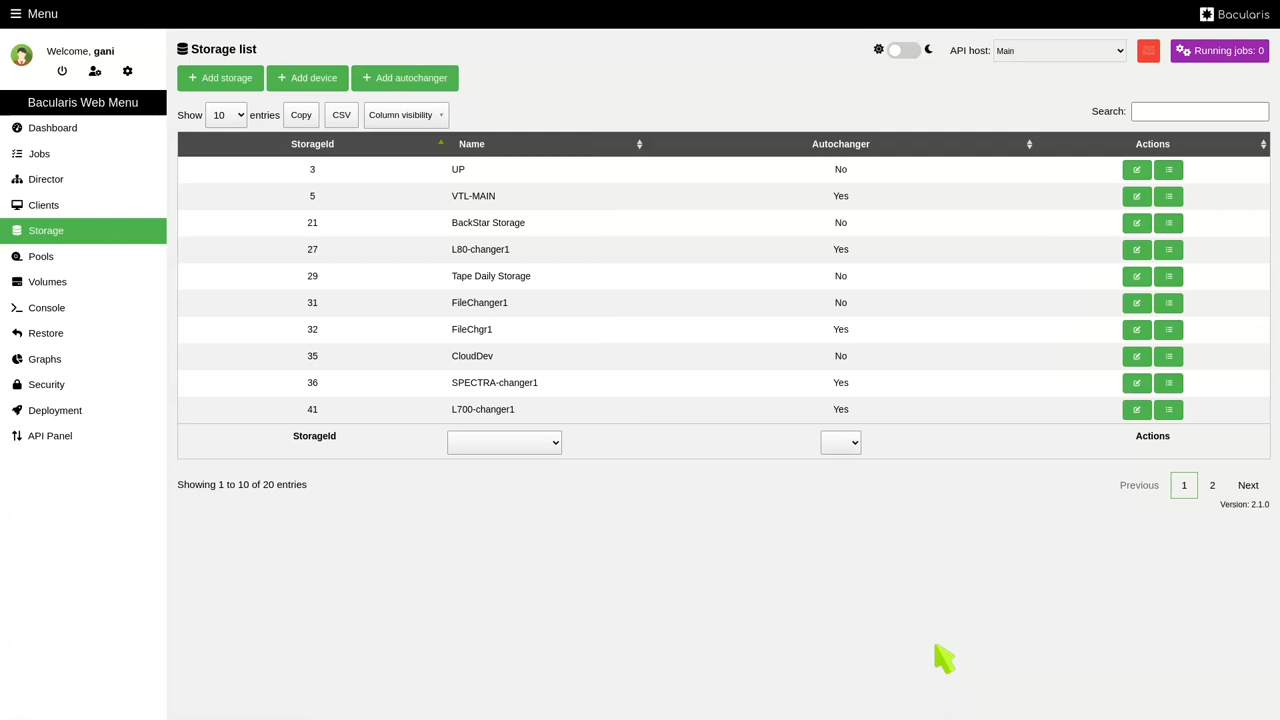 Menu
Bacularis
Welcome, gani
Bacularis Web Menu
Dashboard
Jobs
Director
Clients
Storage
Pools
Volumes
Console
Restore
Graphs
Security
Deployment
API Panel
Storage list
API host: Main
Running jobs: 0
Add storage
Add device
Add autochanger
Show 10 entries Copy CSV Column visibility
Search:
StorageId Name Autochanger Actions
3 UP No
5 VTL-MAIN Yes
21 BackStar Storage No
27 L80-changer1 Yes
29 Tape Daily Storage No
31 FileChanger1 No
32 FileChgr1 Yes
35 CloudDev No
36 SPECTRA-changer1 Yes
41 L700-changer1 Yes
StorageId Actions
Showing 1 to 10 of 20 entries
Previous 1 2 Next
Version: 2.1.0